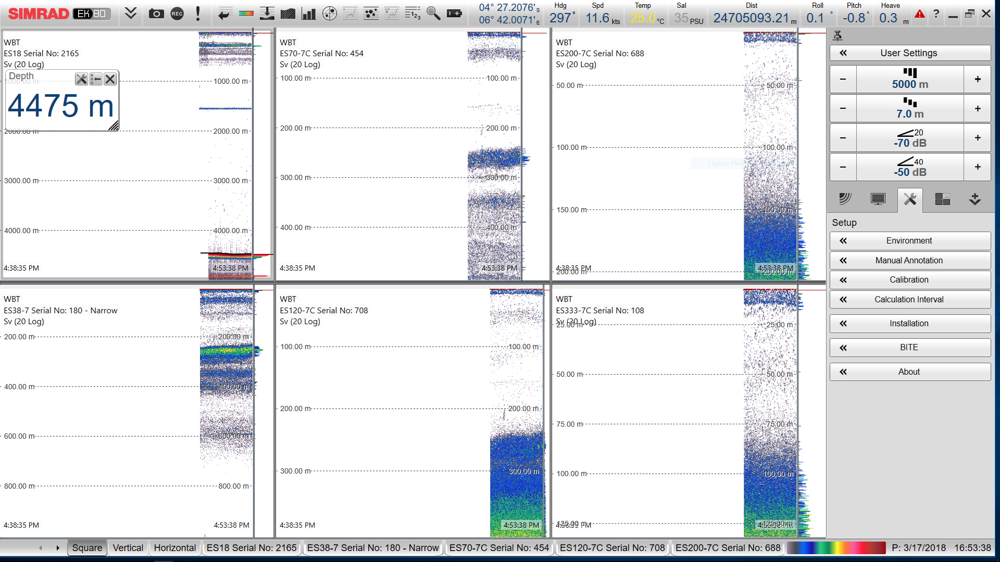 SIMRAD EK80
REC
04° 27.2076' S
06° 42.0071' E
Hdg
297°
Spd
11.6 kts
Temp
25.0 °C
Sal
35 PSU
Dist
24705093.21 m
Roll
0.1 °
Pitch
-0.8 °
Heave
0.3 m
WBT
ES18 Serial No: 2165
Sv (20 Log)
Depth
4475 m
1000.00 m 1000.00 m
2000.00 m 2000.00 m
3000.00 m 3000.00 m
4000.00 m 4000.00 m
4:38:35 PM 4:53:38 PM
WBT
ES70-7C Serial No: 454
Sv (20 Log)
100.00 m 100.00 m
200.00 m 200.00 m
300.00 m 300.00 m
400.00 m 400.00 m
4:38:35 PM 4:53:38 PM
WBT
ES200-7C Serial No: 688
Sv (20 Log)
50.00 m 50.00 m
100.00 m 100.00 m
150.00 m 150.00 m
4:38:35 PM 4:53:38 PM
200.00 m 200.00 m
WBT
ES38-7 Serial No: 180 - Narrow
Sv (20 Log)
200.00 m 200.00 m
400.00 m 400.00 m
600.00 m 600.00 m
800.00 m 800.00 m
4:38:35 PM 4:53:38 PM
WBT
ES120-7C Serial No: 708
Sv (20 Log)
100.00 m 100.00 m
200.00 m 200.00 m
300.00 m 300.00 m
4:38:35 PM 4:53:38 PM
WBT
ES333-7C Serial No: 108
Sv (20 Log)
25.00 m 25.00 m
50.00 m 50.00 m
75.00 m 75.00 m
100.00 m 100.00 m
125.00 m 125.00 m
User Settings
5000 m
7.0 m
20
-70 dB
40
-50 dB
Setup
Environment
Manual Annotation
Calibration
Calculation Interval
Installation
BITE
About
Square Vertical Horizontal ES18 Serial No: 2165 ES38-7 Serial No: 180 - Narrow ES70-7C Serial No: 454 ES120-7C Serial No: 708 ES200-7C Serial No: 688 P: 3/17/2018 16:53:38